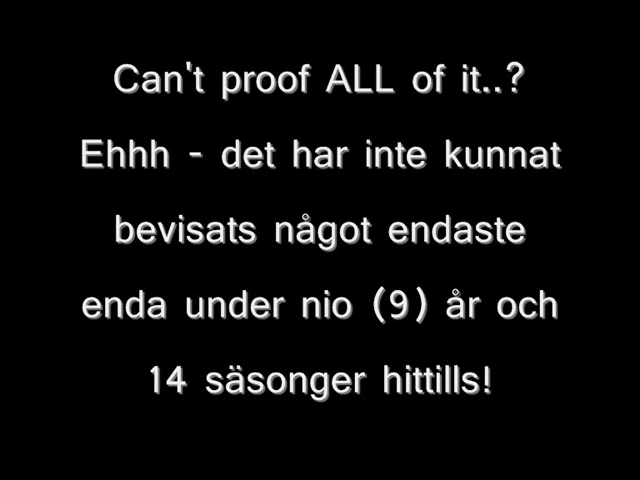 Can't proof ALL of it..?
Ehhh - det har inte kunnat
bevisats något endaste
enda under nio (9) år och
14 säsonger hittills!